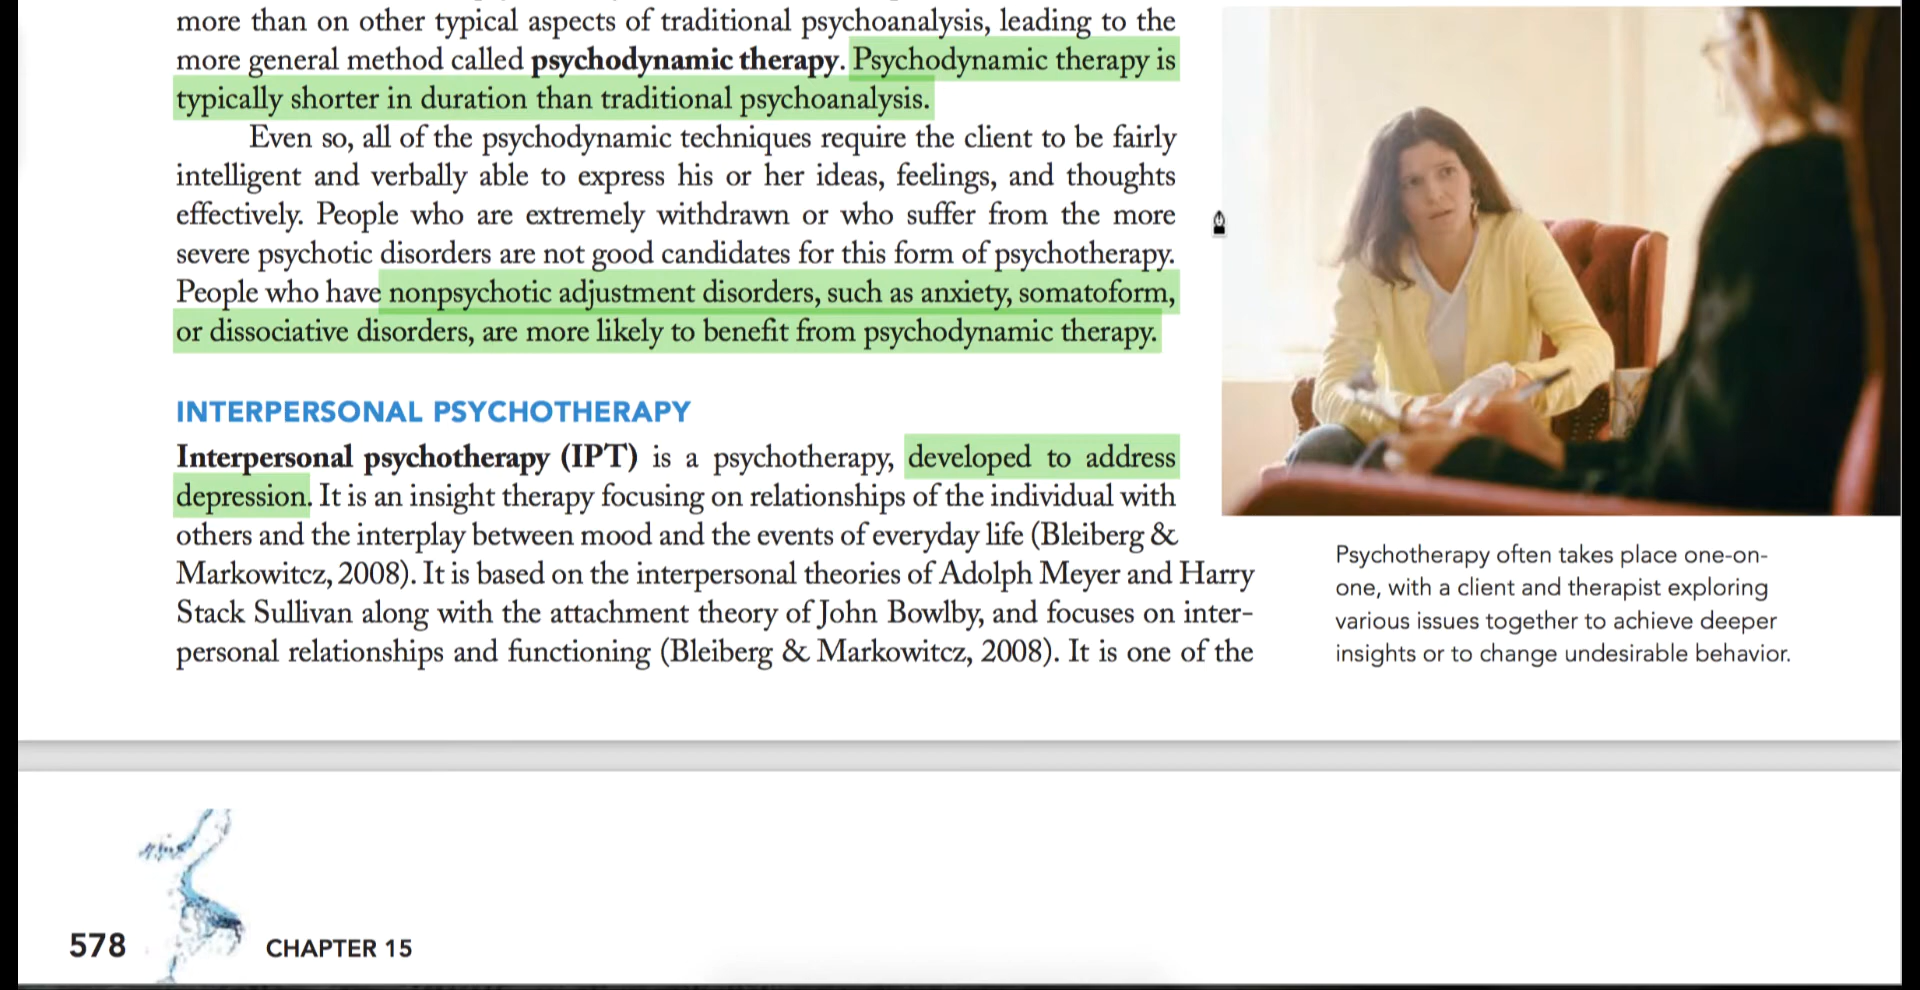 more than on other typical aspects of traditional psychoanalysis, leading to the
more general method called psychodynamic therapy. Psychodynamic therapy is
typically shorter in duration than traditional psychoanalysis.
Even so, all of the psychodynamic techniques require the client to be fairly
intelligent and verbally able to express his or her ideas, feelings, and thoughts
effectively. People who are extremely withdrawn or who suffer from the more
severe psychotic disorders are not good candidates for this form of psychotherapy.
People who have nonpsychotic adjustment disorders, such as anxiety, somatoform,
or dissociative disorders, are more likely to benefit from psychodynamic therapy.
INTERPERSONAL PSYCHOTHERAPY
Interpersonal psychotherapy (IPT) is a psychotherapy, developed to address
depression. It is an insight therapy focusing on relationships of the individual with
others and the interplay between mood and the events of everyday life (Bleiberg &
Markowitcz, 2008). It is based on the interpersonal theories of Adolph Meyer and Harry
Stack Sullivan along with the attachment theory of John Bowlby, and focuses on inter-
personal relationships and functioning (Bleiberg & Markowitcz, 2008). It is one of the
Psychotherapy often takes place one-on-
one, with a client and therapist exploring
various issues together to achieve deeper
insights or to change undesirable behavior.
578 CHAPTER 15